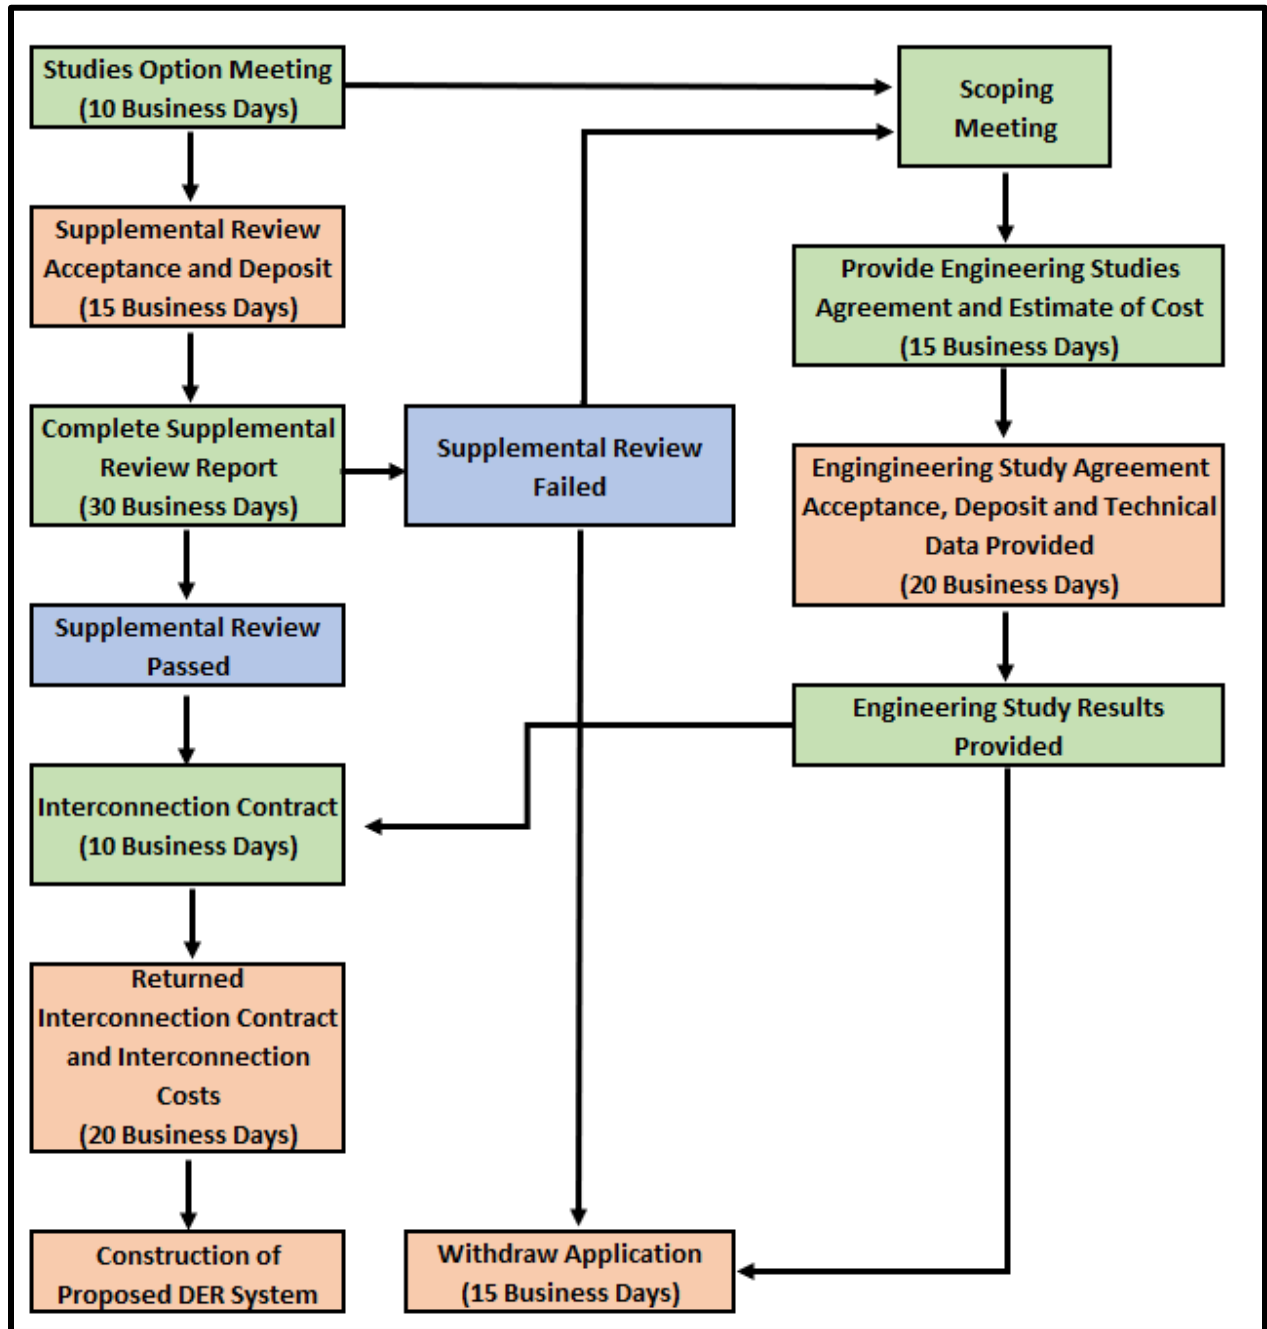 Studies Option Meeting
(10 Business Days)
Scoping
Meeting
Supplemental Review
Acceptance and Deposit
(15 Business Days)
Provide Engineering Studies
Agreement and Estimate of Cost
(15 Business Days)
Complete Supplemental
Review Report
(30 Business Days)
Supplemental Review
Failed
Engingineering Study Agreement
Acceptance, Deposit and Technical
Data Provided
(20 Business Days)
Supplemental Review
Passed
Engineering Study Results
Provided
Interconnection Contract
(10 Business Days)
Returned
Interconnection Contract
and Interconnection
Costs
(20 Business Days)
Construction of
Proposed DER System
Withdraw Application
(15 Business Days)